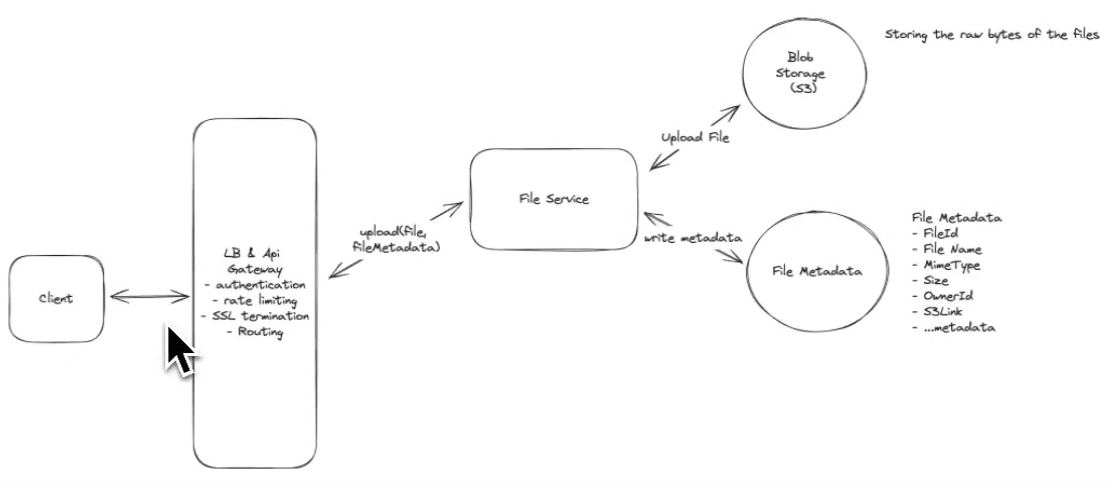 Client
LB & Api
Gateway
- authentication
- rate limiting
- SSL termination
- Routing
upload(file,
fileMetadata)
File Service
Upload File
write metadata
Blob
Storage
(S3)
Storing the raw bytes of the files
File Metadata
File Metadata
- FileId
- File Name
- MimeType
- Size
- OwnerId
- S3Link
- ...metadata